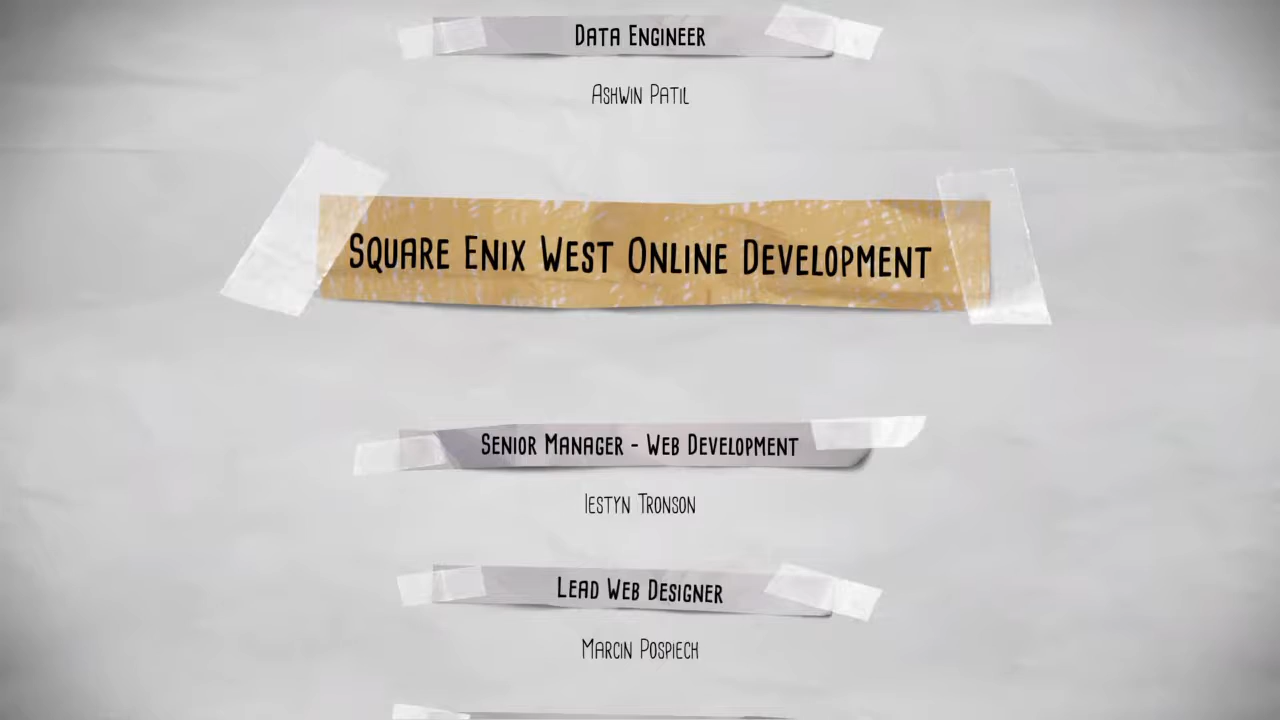 Data Engineer
Ashwin Patil
Square Enix West Online Development
Senior Manager - Web Development
Iestyn Tronson
Lead Web Designer
Marcin Pospiech